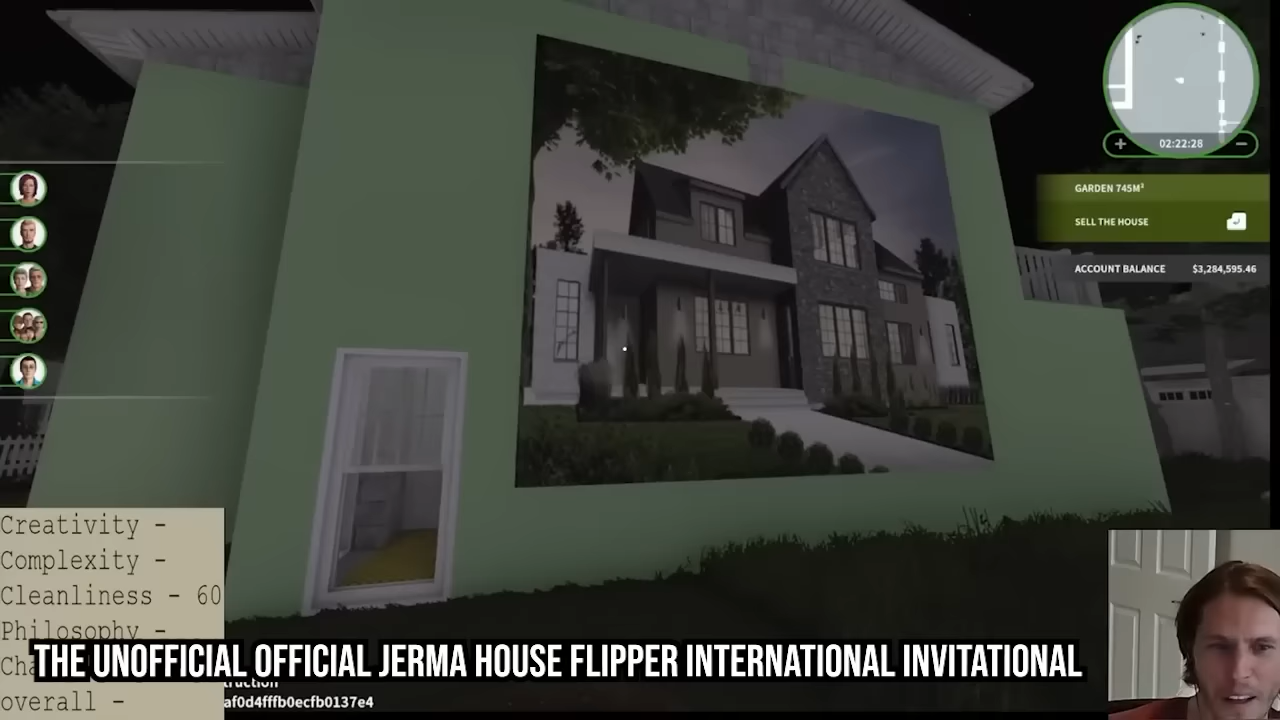 02:22:28
GARDEN 745M²
SELL THE HOUSE
ACCOUNT BALANCE $3,284,595.46
Creativity -
Complexity -
Cleanliness - 60
Philosophy -
THE UNOFFICIAL OFFICIAL JERMA HOUSE FLIPPER INTERNATIONAL INVITATIONAL
overall -
af0d4fffb0ecfb0137e4